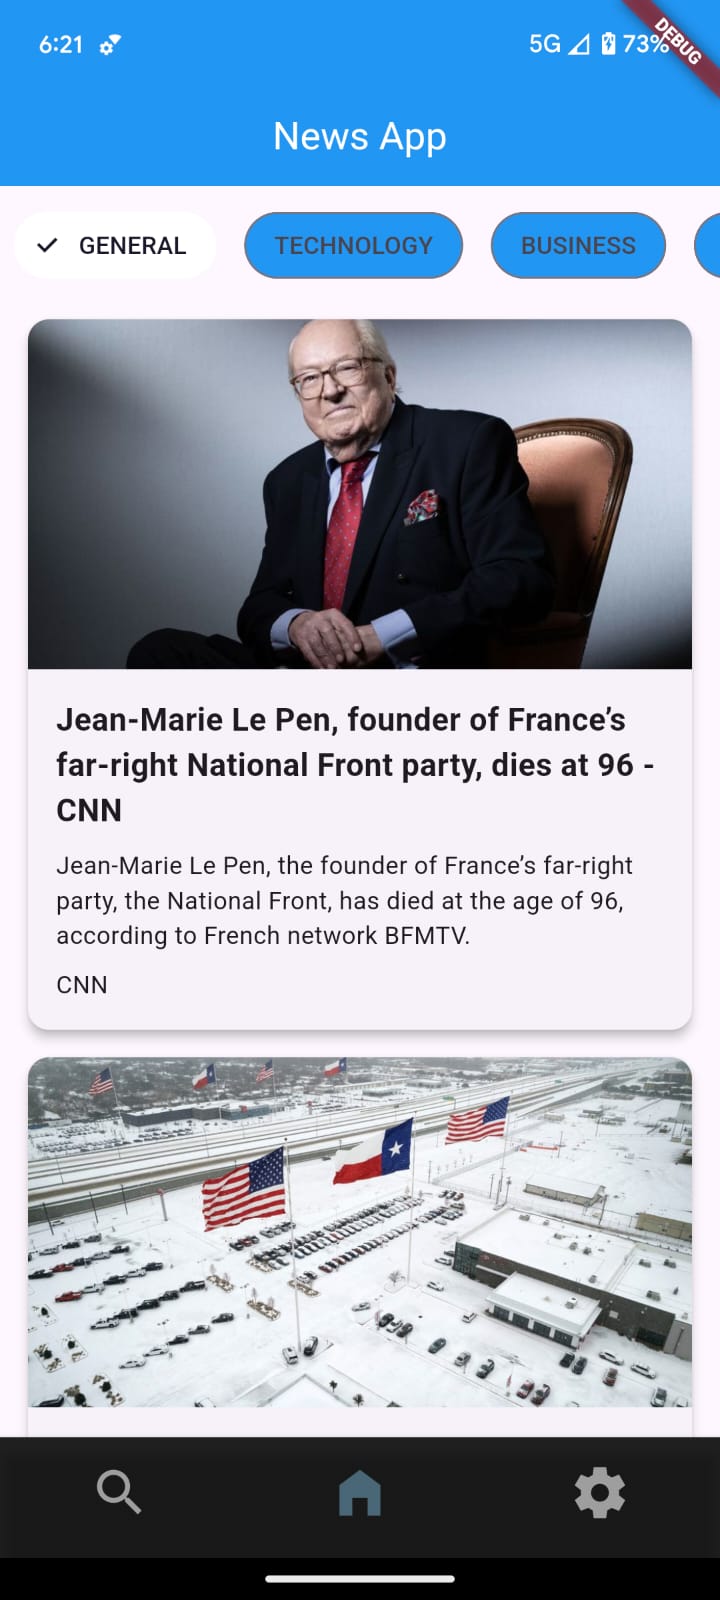 6:21
5G 73%
DEBUG
News App
GENERAL
TECHNOLOGY
BUSINESS
Jean-Marie Le Pen, founder of France’s
far-right National Front party, dies at 96 -
CNN
Jean-Marie Le Pen, the founder of France’s far-right
party, the National Front, has died at the age of 96,
according to French network BFMTV.
CNN